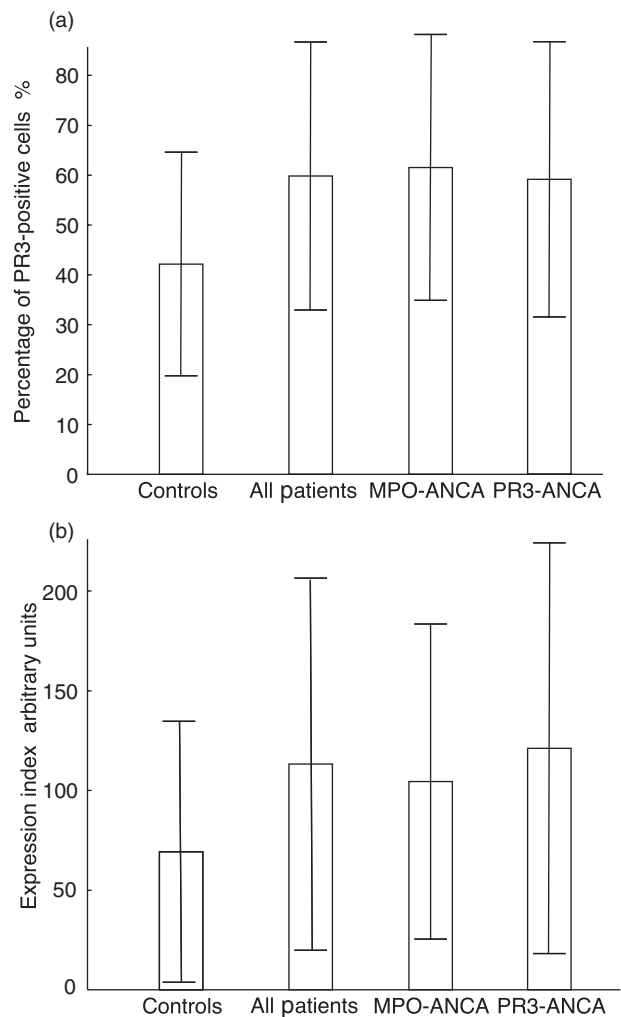 (a)
Percentage of PR3-positive cells %
80
70
60
50
40
30
20
10
0
Controls All patients MPO-ANCA PR3-ANCA
(b)
Expression index arbitrary units
200
150
100
50
0
Controls All patients MPO-ANCA PR3-ANCA